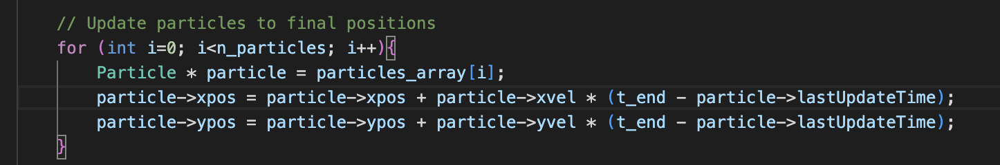 // Update particles to final positions
for (int i=0; i<n_particles; i++){
Particle * particle = particles_array[i];
particle->xpos = particle->xpos + particle->xvel * (t_end - particle->lastUpdateTime);
particle->ypos = particle->ypos + particle->yvel * (t_end - particle->lastUpdateTime);
}